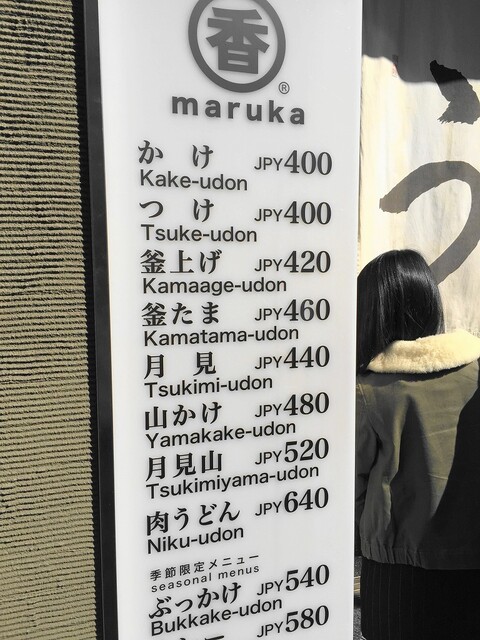 香
®
maruka
かけ JPY400
Kake-udon
つけ JPY400
Tsuke-udon
釜上げ JPY420
Kamaage-udon
釜たま JPY460
Kamatama-udon
月見 JPY440
Tsukimi-udon
山かけ JPY480
Yamakake-udon
月見山 JPY520
Tsukimiyama-udon
肉うどん JPY640
Niku-udon
季節限定メニュー
seasonal menus
ぶっかけ JPY540
Bukkake-udon
JPY580
う